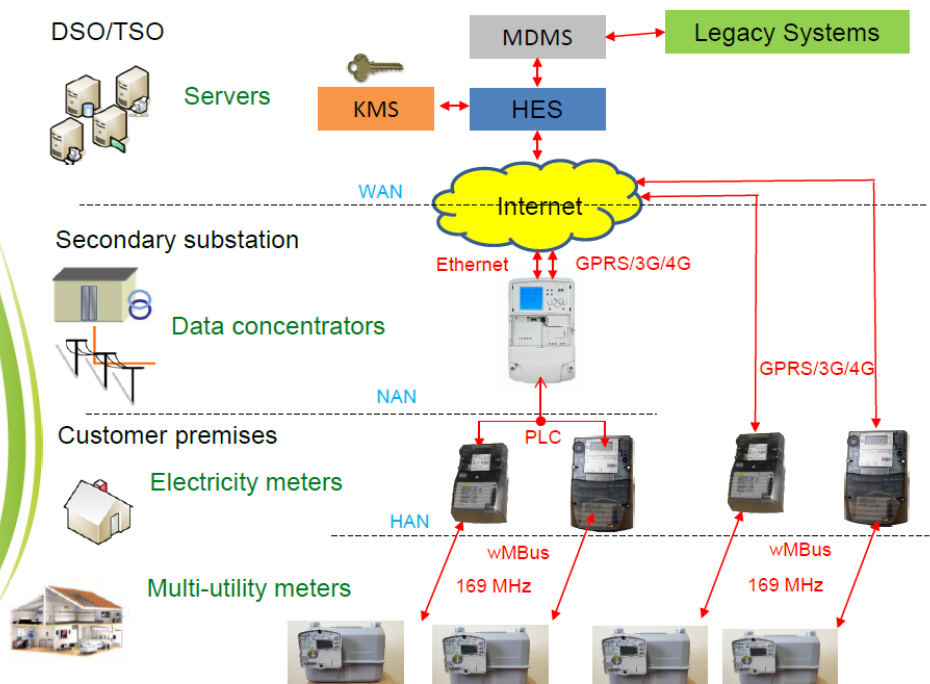 DSO/TSO
MDMS
Legacy Systems
Servers
KMS
HES
WAN
Internet
Secondary substation
Ethernet
GPRS/3G/4G
Data concentrators
GPRS/3G/4G
NAN
Customer premises
PLC
Electricity meters
HAN
wMBus
wMBus
Multi-utility meters
169 MHz
169 MHz